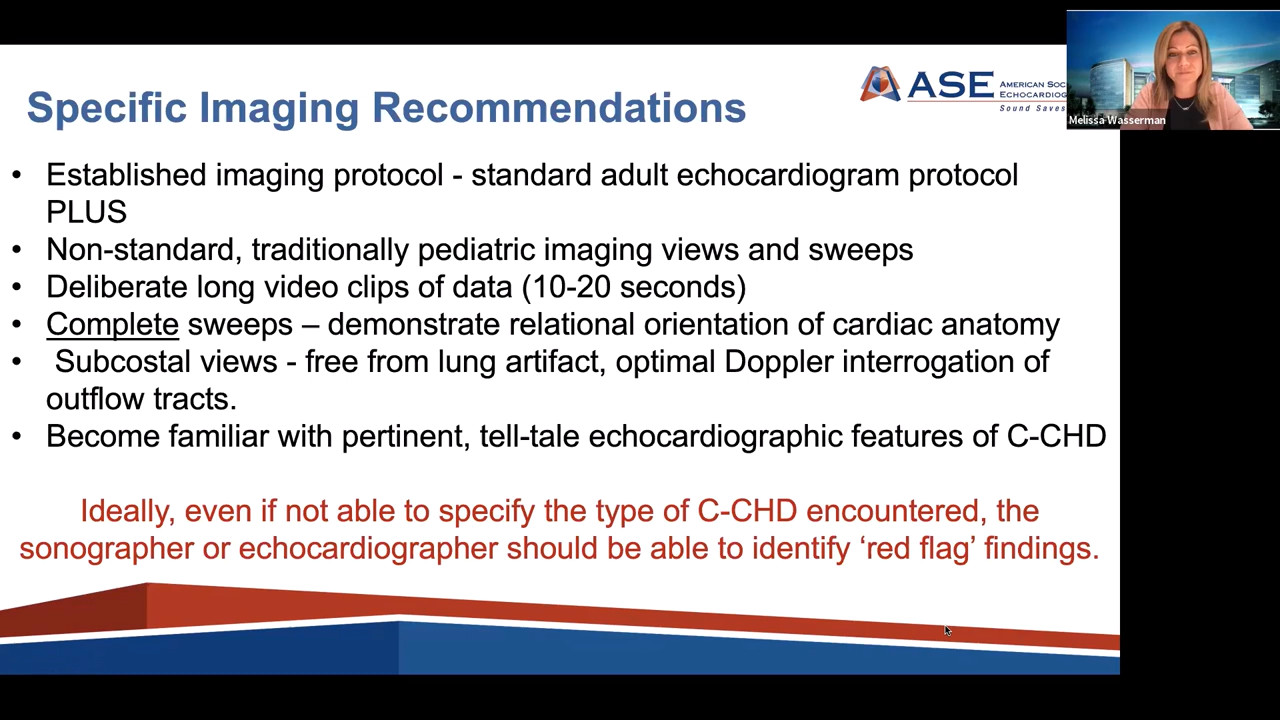 Specific Imaging Recommendations
ASE
AMERICAN SOC
ECHOCARDIOG
Sound Saves
Melissa Wasserman
• Established imaging protocol - standard adult echocardiogram protocol
PLUS
• Non-standard, traditionally pediatric imaging views and sweeps
• Deliberate long video clips of data (10-20 seconds)
• Complete sweeps – demonstrate relational orientation of cardiac anatomy
• Subcostal views - free from lung artifact, optimal Doppler interrogation of
outflow tracts.
• Become familiar with pertinent, tell-tale echocardiographic features of C-CHD
Ideally, even if not able to specify the type of C-CHD encountered, the
sonographer or echocardiographer should be able to identify ‘red flag’ findings.